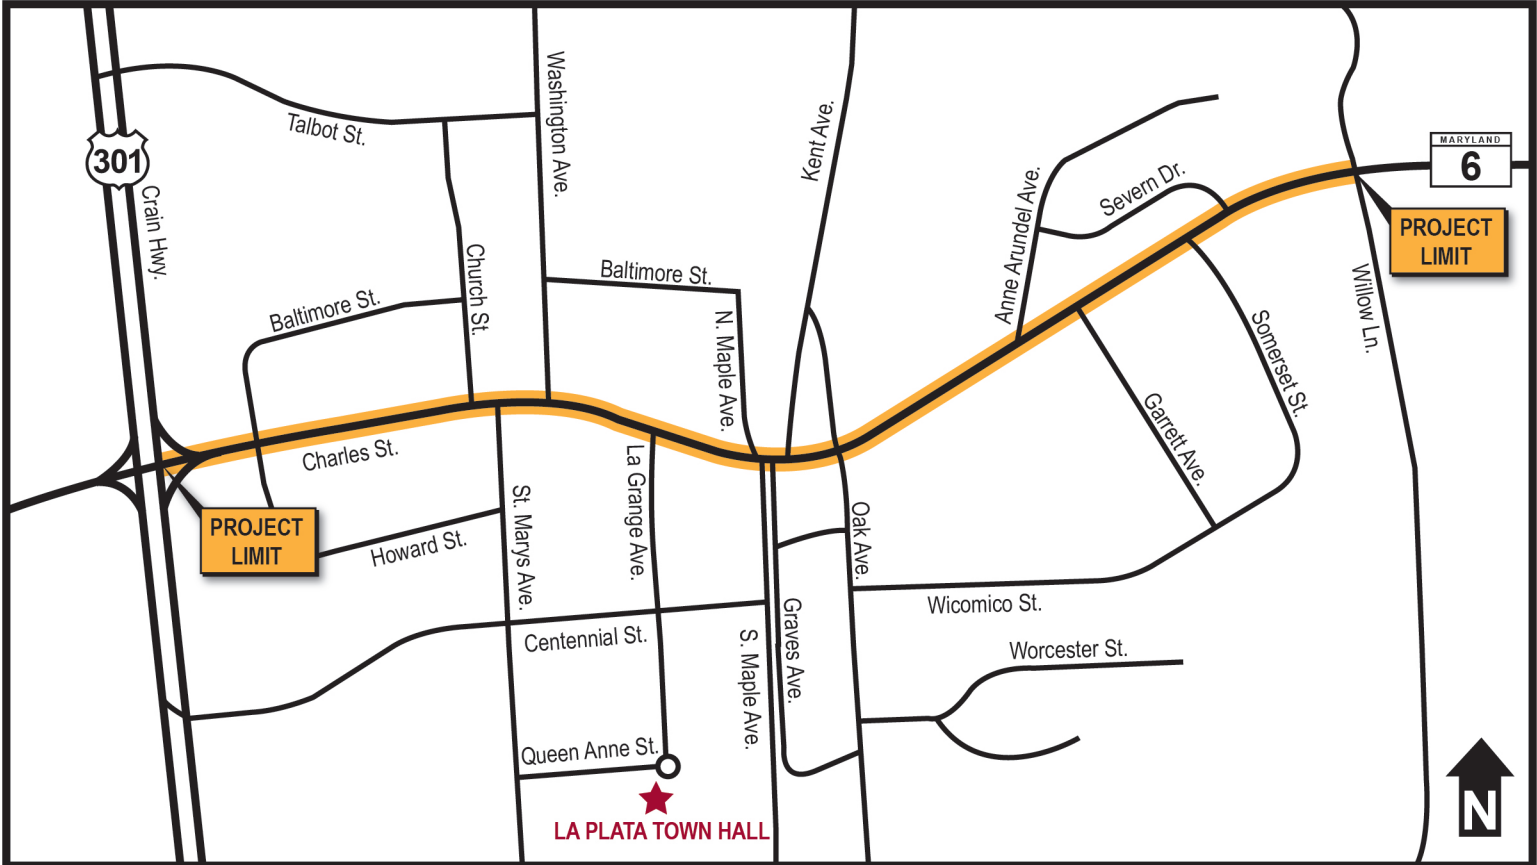 301
Crain Hwy.
Talbot St.
Washington Ave.
Kent Ave.
MARYLAND
6
PROJECT
LIMIT
Anne Arundel Ave.
Severn Dr.
Church St.
Baltimore St.
Baltimore St.
N. Maple Ave.
Somerset St.
Willow Ln.
Garrett Ave.
Charles St.
PROJECT
LIMIT
Howard St.
St. Marys Ave.
La Grange Ave.
Oak Ave.
Wicomico St.
Centennial St.
Graves Ave.
S. Maple Ave.
Worcester St.
Queen Anne St.
LA PLATA TOWN HALL
N